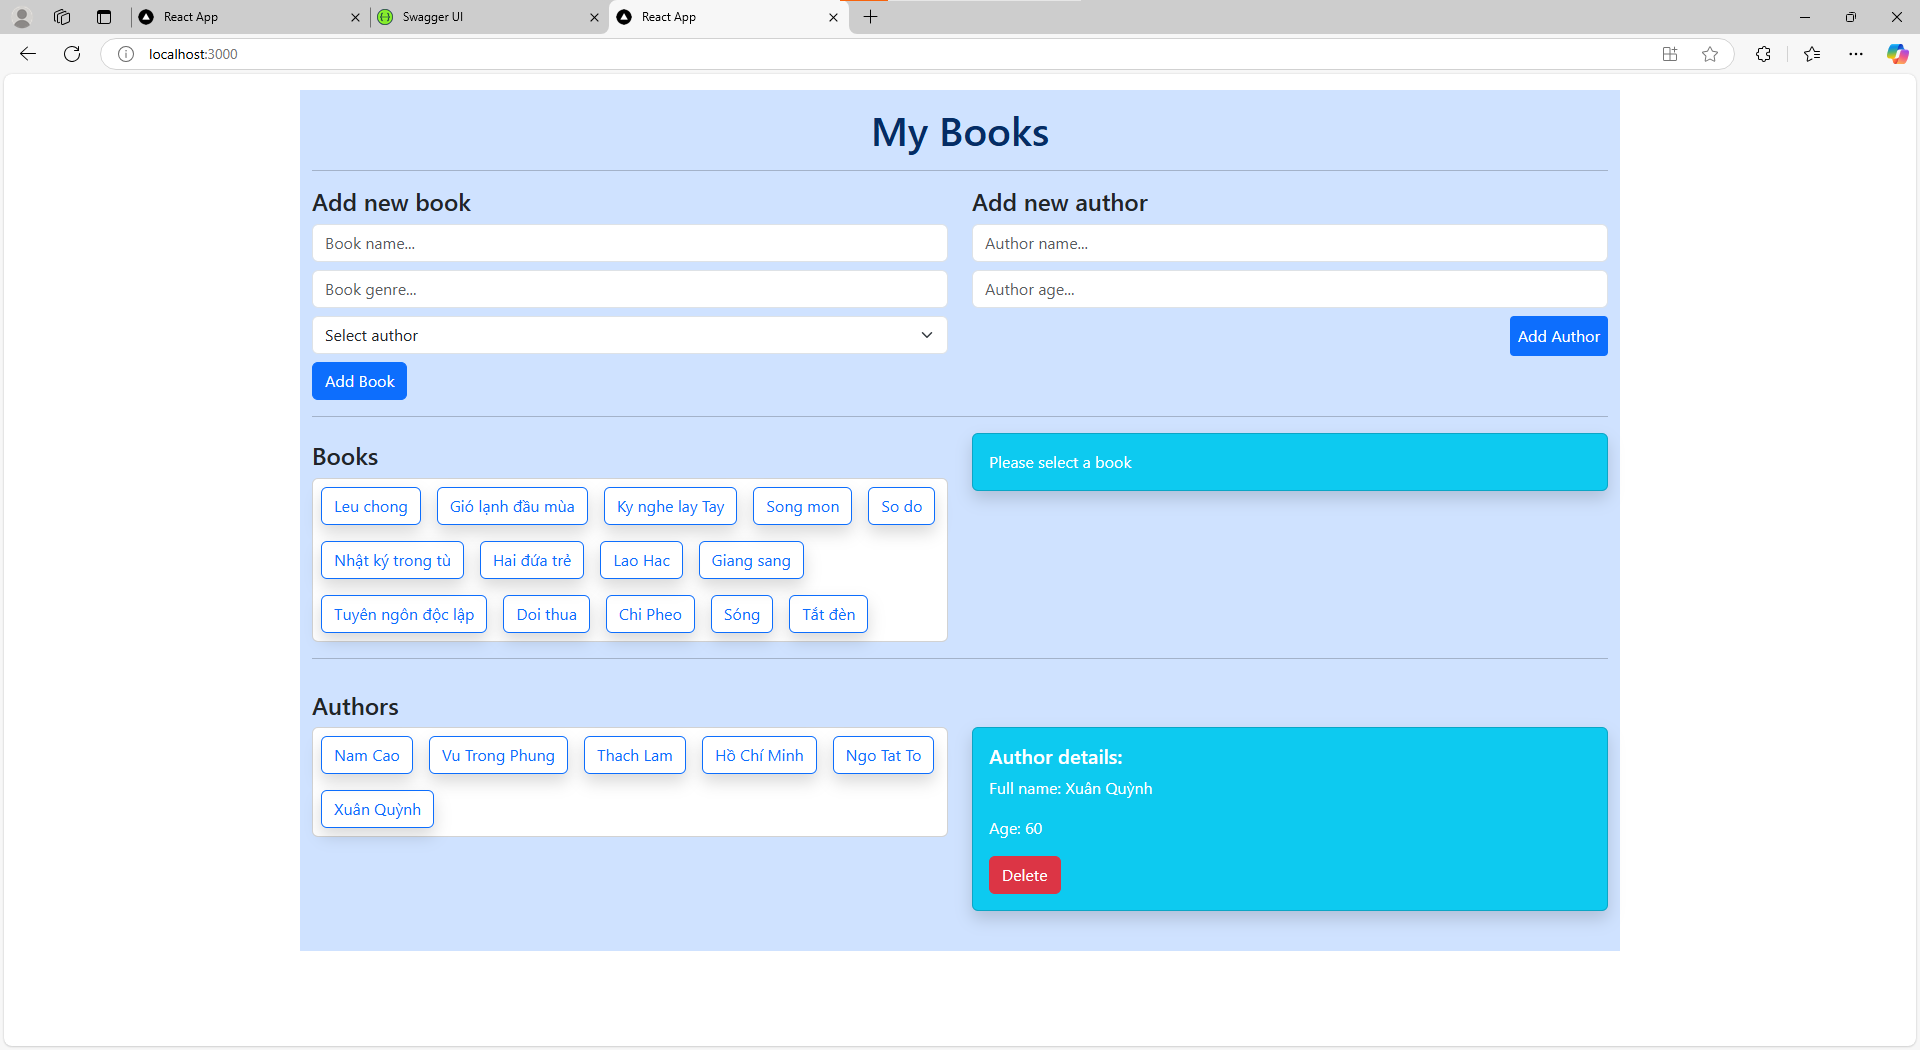 React App
Swagger UI
React App
localhost:3000
My Books
Add new book
Add new author
Book name...
Author name...
Book genre...
Author age...
Select author
Add Author
Add Book
Books
Please select a book
Leu chong Gió lạnh đầu mùa Ky nghe lay Tay Song mon So do
Nhật ký trong tù Hai đứa trẻ Lao Hac Giang sang
Tuyên ngôn độc lập Doi thua Chi Pheo Sóng Tắt đèn
Authors
Nam Cao Vu Trong Phung Thach Lam Hồ Chí Minh Ngo Tat To
Xuân Quỳnh
Author details:
Full name: Xuân Quỳnh
Age: 60
Delete